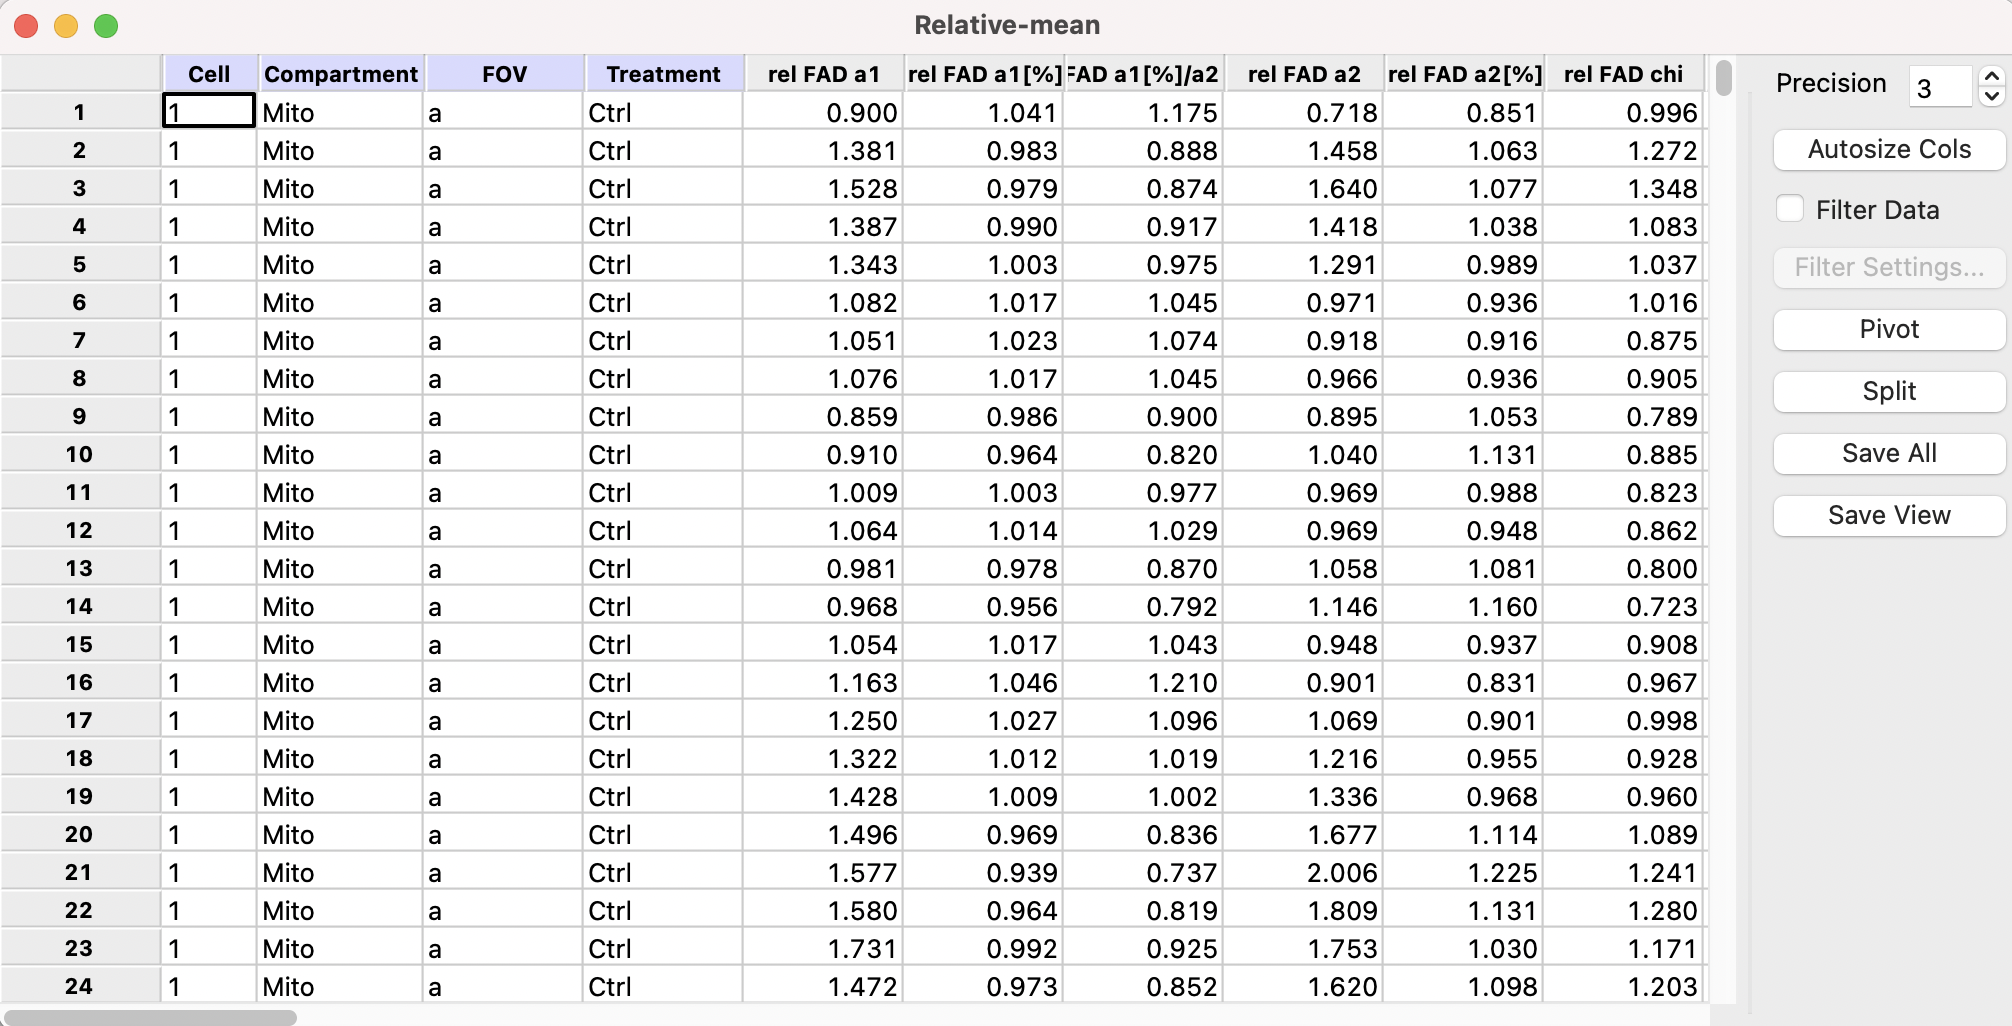 Relative-mean
Cell Compartment FOV Treatment rel FAD a1 rel FAD a1[%] FAD a1[%]/a2 rel FAD a2 rel FAD a2[%] rel FAD chi
1 1 Mito a Ctrl 0.900 1.041 1.175 0.718 0.851 0.996
2 1 Mito a Ctrl 1.381 0.983 0.888 1.458 1.063 1.272
3 1 Mito a Ctrl 1.528 0.979 0.874 1.640 1.077 1.348
4 1 Mito a Ctrl 1.387 0.990 0.917 1.418 1.038 1.083
5 1 Mito a Ctrl 1.343 1.003 0.975 1.291 0.989 1.037
6 1 Mito a Ctrl 1.082 1.017 1.045 0.971 0.936 1.016
7 1 Mito a Ctrl 1.051 1.023 1.074 0.918 0.916 0.875
8 1 Mito a Ctrl 1.076 1.017 1.045 0.966 0.936 0.905
9 1 Mito a Ctrl 0.859 0.986 0.900 0.895 1.053 0.789
10 1 Mito a Ctrl 0.910 0.964 0.820 1.040 1.131 0.885
11 1 Mito a Ctrl 1.009 1.003 0.977 0.969 0.988 0.823
12 1 Mito a Ctrl 1.064 1.014 1.029 0.969 0.948 0.862
13 1 Mito a Ctrl 0.981 0.978 0.870 1.058 1.081 0.800
14 1 Mito a Ctrl 0.968 0.956 0.792 1.146 1.160 0.723
15 1 Mito a Ctrl 1.054 1.017 1.043 0.948 0.937 0.908
16 1 Mito a Ctrl 1.163 1.046 1.210 0.901 0.831 0.967
17 1 Mito a Ctrl 1.250 1.027 1.096 1.069 0.901 0.998
18 1 Mito a Ctrl 1.322 1.012 1.019 1.216 0.955 0.928
19 1 Mito a Ctrl 1.428 1.009 1.002 1.336 0.968 0.960
20 1 Mito a Ctrl 1.496 0.969 0.836 1.677 1.114 1.089
21 1 Mito a Ctrl 1.577 0.939 0.737 2.006 1.225 1.241
22 1 Mito a Ctrl 1.580 0.964 0.819 1.809 1.131 1.280
23 1 Mito a Ctrl 1.731 0.992 0.925 1.753 1.030 1.171
24 1 Mito a Ctrl 1.472 0.973 0.852 1.620 1.098 1.203
Precision 3
Autosize Cols
Filter Data
Filter Settings...
Pivot
Split
Save All
Save View